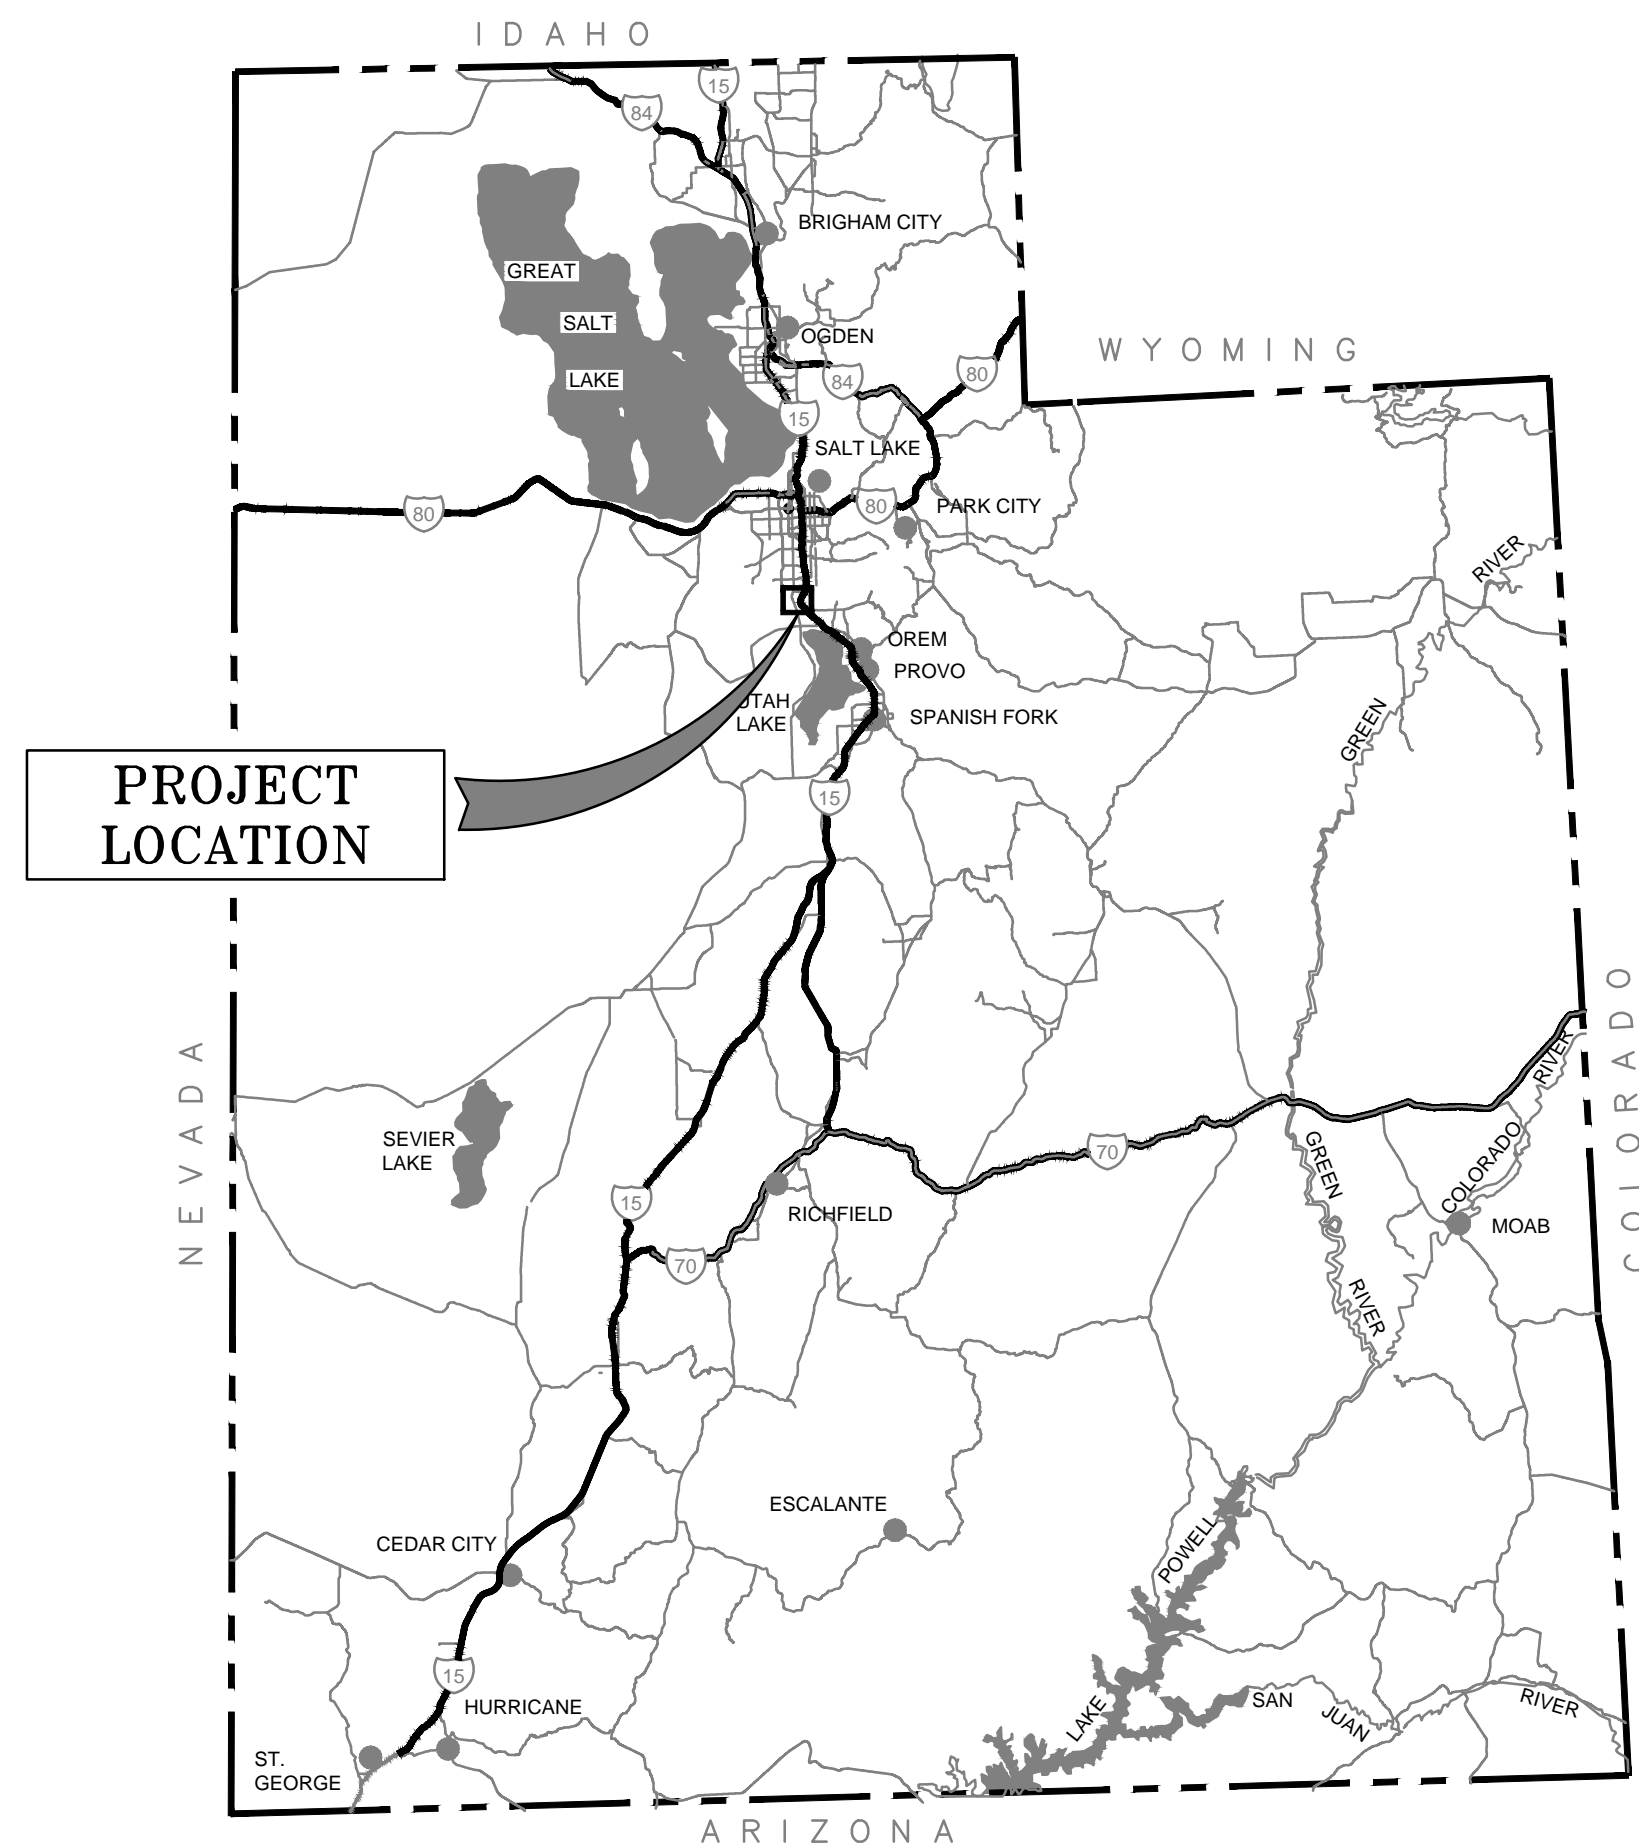 IDAHO
15
84
BRIGHAM CITY
GREAT
SALT
OGDEN
WYOMING
LAKE
84
80
15
SALT LAKE
80
80
PARK CITY
RIVER
OREM
PROVO
UTAH
LAKE
SPANISH FORK
GREEN
PROJECT
LOCATION
15
COLORADO
NEVADA
RIVER
SEVIER
LAKE
70
GREEN
COLORADO
15
RICHFIELD
MOAB
70
RIVER
ESCALANTE
CEDAR CITY
POWELL
15
HURRICANE
LAKE
SAN
JUAN
RIVER
ST.
GEORGE
ARIZONA